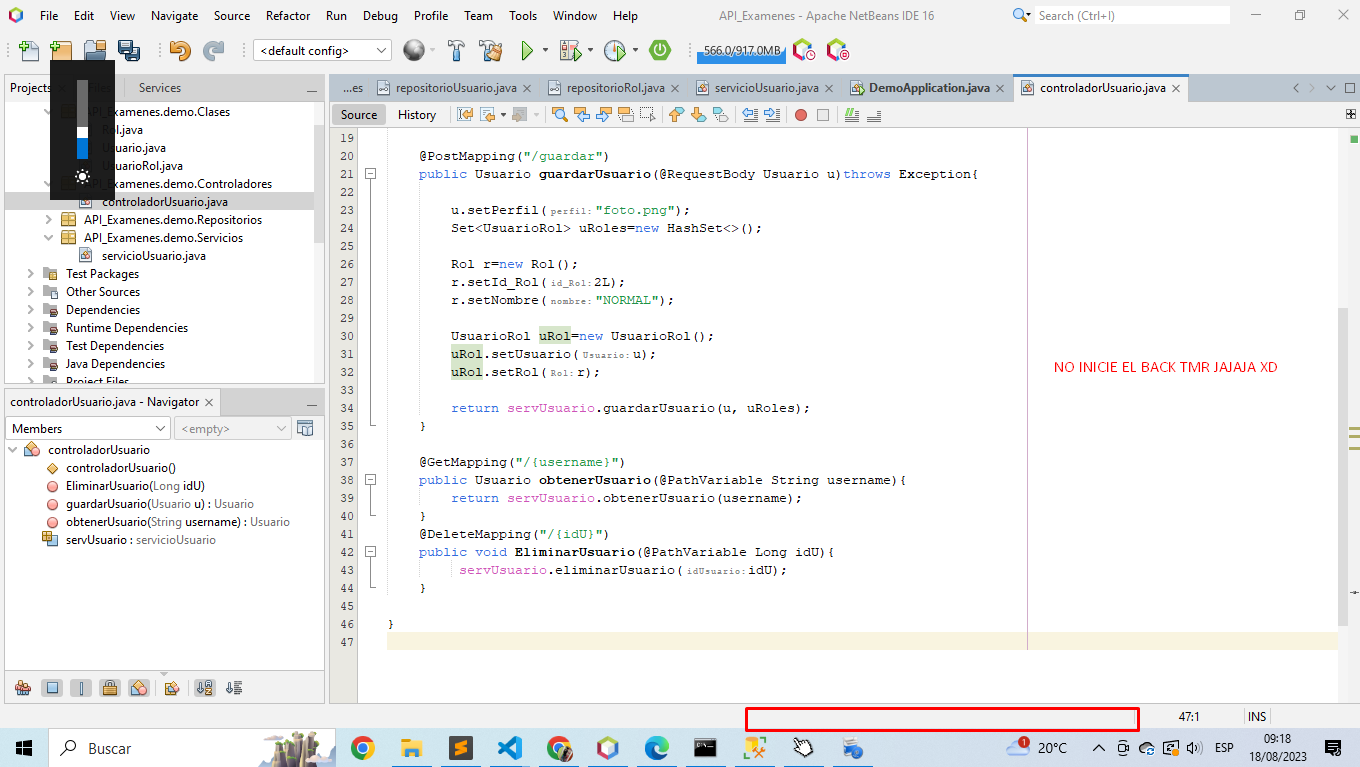 File Edit View Navigate Source Refactor Run Debug Profile Team Tools Window Help
API_Examenes - Apache NetBeans IDE 16
Search (Ctrl+I)
<default config>
566.0/917.0MB
Projects
Services
API_Examenes.demo.Clases
Rol.java
Usuario.java
UsuarioRol.java
API_Examenes.demo.Controladores
controladorUsuario.java
API_Examenes.demo.Repositorios
API_Examenes.demo.Servicios
servicioUsuario.java
Test Packages
Other Sources
Dependencies
Runtime Dependencies
Test Dependencies
Java Dependencies
Project Files
controladorUsuario.java - Navigator
Members
<empty>
controladorUsuario
controladorUsuario()
EliminarUsuario(Long idU)
guardarUsuario(Usuario u) : Usuario
obtenerUsuario(String username) : Usuario
servUsuario : servicioUsuario
...es repositorioUsuario.java repositorioRol.java servicioUsuario.java DemoApplication.java controladorUsuario.java
Source History
19
20 @PostMapping("/guardar")
21 public Usuario guardarUsuario(@RequestBody Usuario u)throws Exception{
22
23 u.setPerfil( perfil: "foto.png");
24 Set<UsuarioRol> uRoles=new HashSet<>();
25
26 Rol r=new Rol();
27 r.setId_Rol( id_Rol: 2L);
28 r.setNombre( nombre: "NORMAL");
29
30 UsuarioRol uRol=new UsuarioRol();
31 uRol.setUsuario( Usuario: u);
32 uRol.setRol( Rol: r);
33
34 return servUsuario.guardarUsuario(u, uRoles);
35 }
36
37 @GetMapping("/{username}")
38 public Usuario obtenerUsuario(@PathVariable String username){
39 return servUsuario.obtenerUsuario(username);
40 }
41 @DeleteMapping("/{idU}")
42 public void EliminarUsuario(@PathVariable Long idU){
43 servUsuario.eliminarUsuario( idUsuario: idU);
44 }
45
46 }
47
NO INICIE EL BACK TMR JAJAJA XD
47:1 INS
Buscar
1
20°C
ESP
09:18
18/08/2023